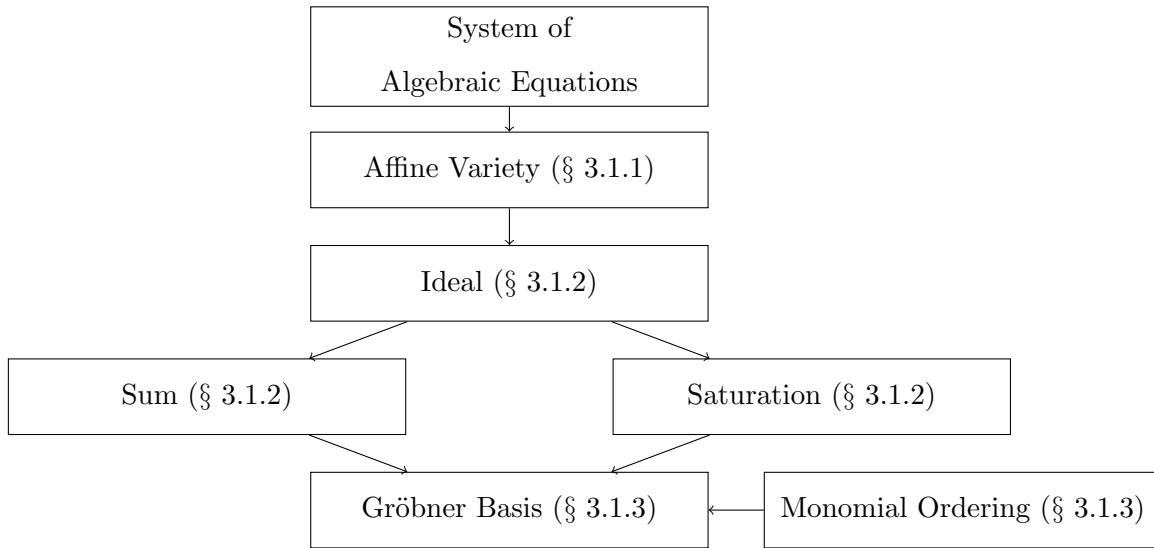 System of
Algebraic Equations
Affine Variety (§ 3.1.1)
Ideal (§ 3.1.2)
Sum (§ 3.1.2)
Saturation (§ 3.1.2)
Gröbner Basis (§ 3.1.3)
Monomial Ordering (§ 3.1.3)